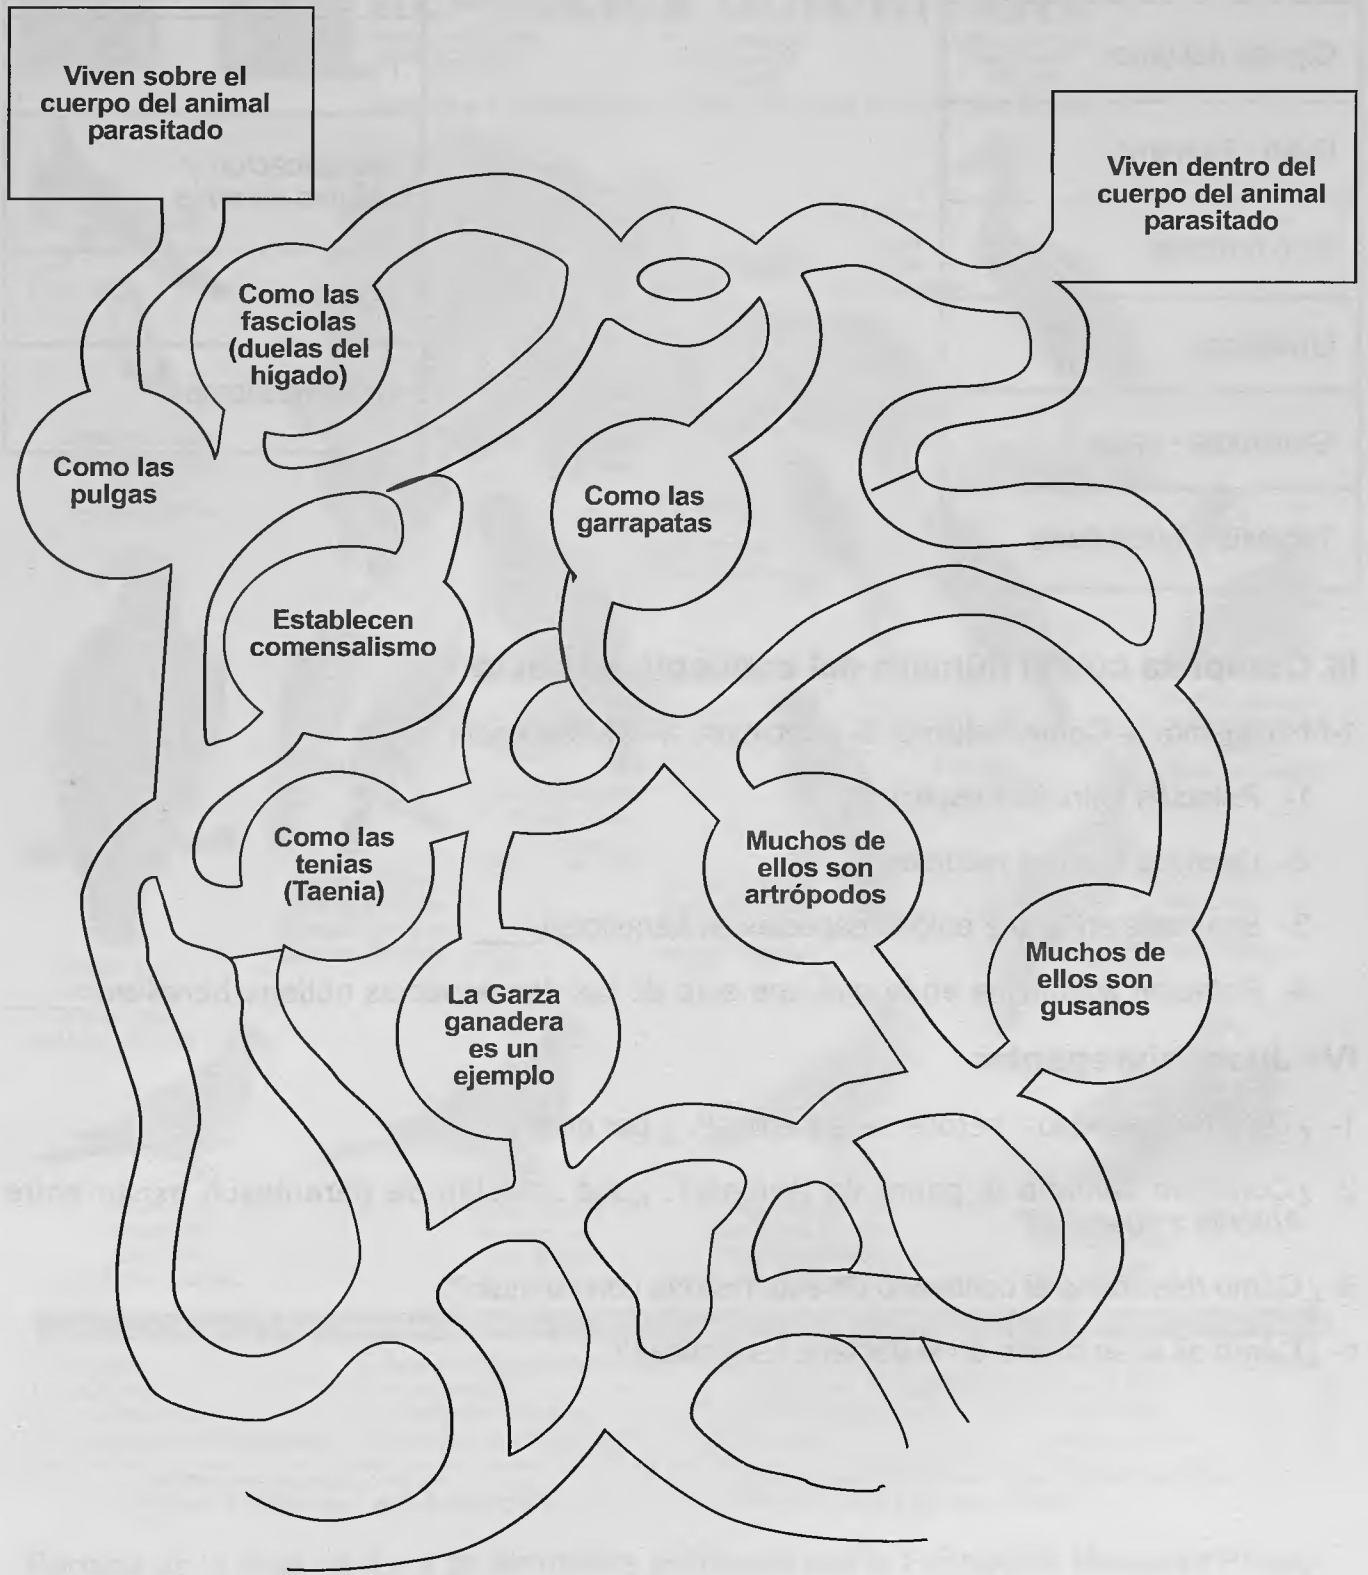 Viven sobre el
cuerpo del animal
parasitado
Viven dentro del
cuerpo del animal
parasitado
Como las
fasciolas
(duelas del
hígado)
Como las
pulgas
Como las
garrapatas
Establecen
comensalismo
Como las
tenias
(Taenia)
Muchos de
ellos son
artrópodos
Muchos de
ellos son
gusanos
La Garza
ganadera
es un
ejemplo